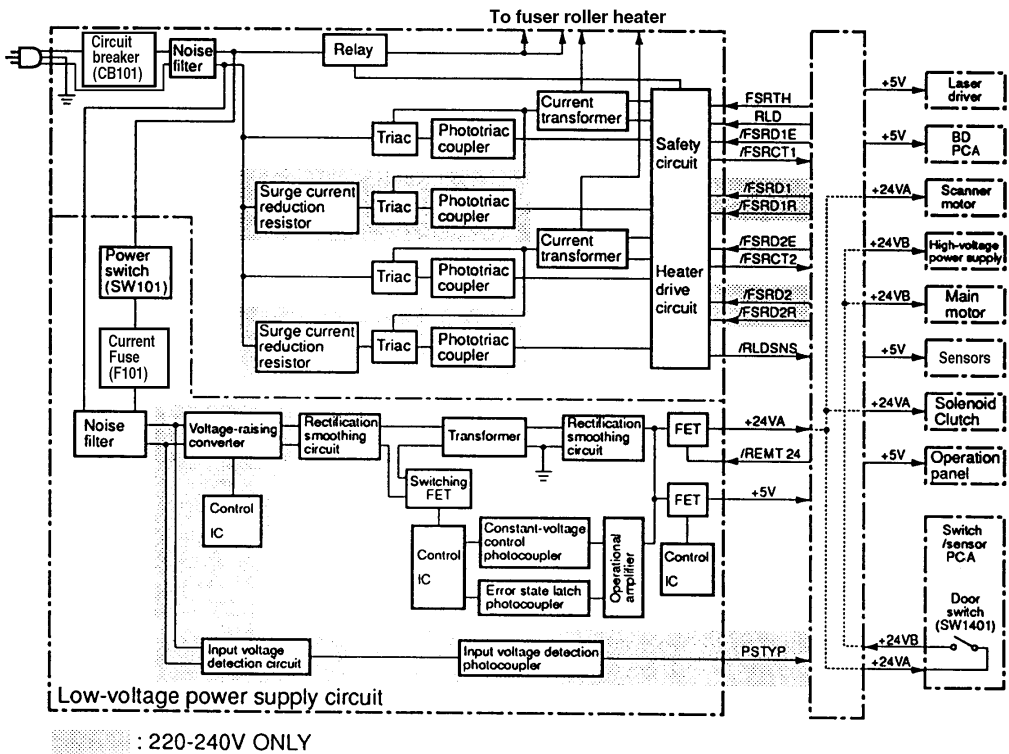 To fuser roller heater
Circuit
breaker
(CB101)
Noise
filter
Relay
Current
transformer
Triac
Phototriac
coupler
Safety
circuit
Surge current
reduction
resistor
Triac
Phototriac
coupler
Current
transformer
Triac
Phototriac
coupler
Heater
drive
circuit
Surge current
reduction
resistor
Triac
Phototriac
coupler
FSRTH
RLD
/FSRD1E
/FSRCT1
/FSRD1
/FSRD1R
/FSRD2E
/FSRCT2
/FSRD2
/FSRD2R
/RLDSNS
+5V
Laser
driver
+5V
BD
PCA
+24VA
Scanner
motor
+24VB
High-voltage
power supply
+24VB
Main
motor
+5V
Sensors
+24VA
Solenoid
Clutch
+5V
Operation
panel
Power
switch
(SW101)
Current
Fuse
(F101)
Noise
filter
Voltage-raising
converter
Rectification
smoothing
circuit
Transformer
Rectification
smoothing
circuit
FET
+24VA
/REMT 24
Control
IC
Switching
FET
FET
+5V
Control
IC
Constant-voltage
control
photocoupler
Error state latch
photocoupler
Operational
amplifier
Control
IC
Switch
/sensor
PCA
Door
switch
(SW1401)
+24VB
+24VA
Input voltage
detection circuit
Input voltage detection
photocoupler
PSTYP
Low-voltage power supply circuit
: 220-240V ONLY